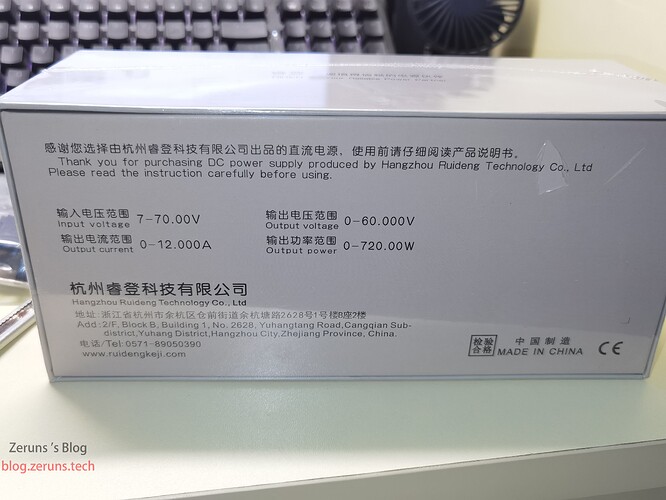 感谢您选择由杭州睿登科技有限公司出品的直流电源，使用前请仔细阅读产品说明书。
Thank you for purchasing DC power supply produced by Hangzhou Ruideng Technology Co., Ltd
Please read the instruction carefully before using.
输入电压范围 7-70.00V 输出电压范围 0-60.000V
Input voltage Output voltage
输出电流范围 0-12.000A 输出功率范围 0-720.00W
Output current Output power
杭州睿登科技有限公司
Hangzhou Ruideng Technology Co., Ltd
地址:浙江省杭州市余杭区仓前街道余杭塘路2628号1号楼B座2楼
Add:2/F, Block B, Building 1, No. 2628, Yuhangtang Road,Cangqian Sub-
district,Yuhang District,Hangzhou City,Zhejiang Province, China.
电话/Tel:0571-89050390
www.ruidengkeji.com
检验
合格
中国制造
MADE IN CHINA CE
Zeruns 's Blog
blog.zeruns.tech